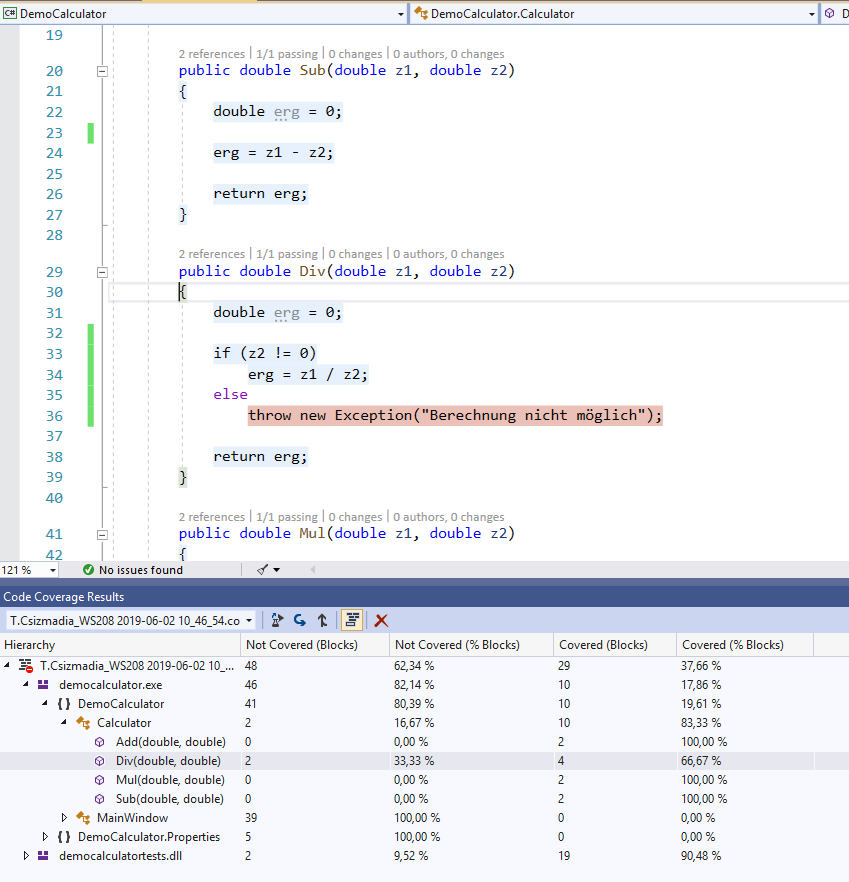 C# DemoCalculator DemoCalculator.Calculator D
19
2 references | 1/1 passing | 0 changes | 0 authors, 0 changes
20 public double Sub(double z1, double z2)
21 {
22 double erg = 0;
23
24 erg = z1 - z2;
25
26 return erg;
27 }
28
2 references | 1/1 passing | 0 changes | 0 authors, 0 changes
29 public double Div(double z1, double z2)
30 {
31 double erg = 0;
32
33 if (z2 != 0)
34 erg = z1 / z2;
35 else
36 throw new Exception("Berechnung nicht möglich");
37
38 return erg;
39 }
40
2 references | 1/1 passing | 0 changes | 0 authors, 0 changes
41 public double Mul(double z1, double z2)
42 {
121 % No issues found
Code Coverage Results
T.Csizmadia_WS208 2019-06-02 10_46_54.co
Hierarchy Not Covered (Blocks) Not Covered (% Blocks) Covered (Blocks) Covered (% Blocks)
T.Csizmadia_WS208 2019-06-02 10_... 48 62,34 % 29 37,66 %
democalculator.exe 46 82,14 % 10 17,86 %
{ } DemoCalculator 41 80,39 % 10 19,61 %
Calculator 2 16,67 % 10 83,33 %
Add(double, double) 0 0,00 % 2 100,00 %
Div(double, double) 2 33,33 % 4 66,67 %
Mul(double, double) 0 0,00 % 2 100,00 %
Sub(double, double) 0 0,00 % 2 100,00 %
MainWindow 39 100,00 % 0 0,00 %
{ } DemoCalculator.Properties 5 100,00 % 0 0,00 %
democalculatortests.dll 2 9,52 % 19 90,48 %